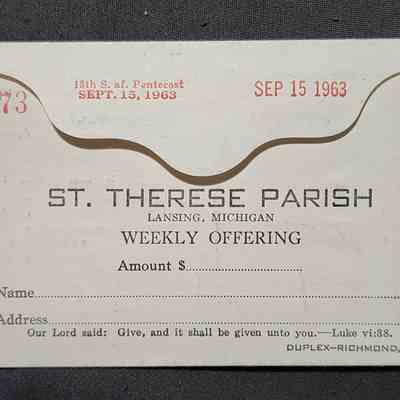 73
15th S. af. Pentecost
SEPT. 15, 1963
SEP 15 1963
ST. THERESE PARISH
LANSING, MICHIGAN
WEEKLY OFFERING
Amount $
Name
Address
Our Lord said: Give, and it shall be given unto you.—Luke vi:38.
DUPLEX-RICHMOND,